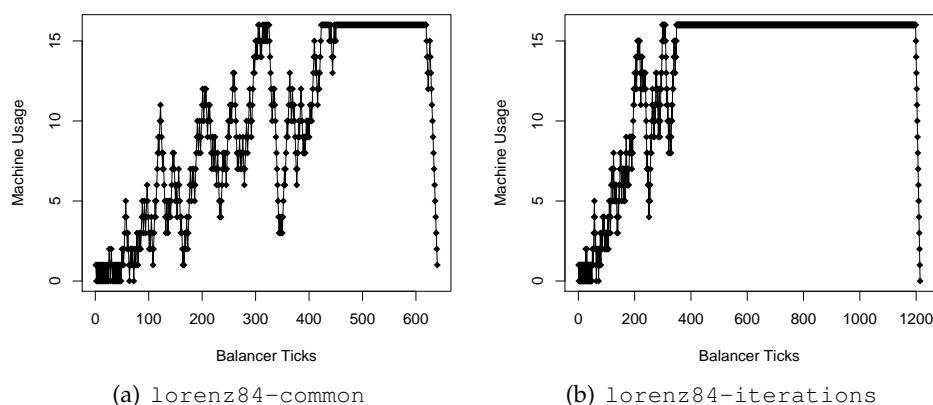 15
10
5
0
Machine Usage
0 100 200 300 400 500 600
Balancer Ticks
(a) lorenz84-common
15
10
5
0
Machine Usage
0 200 400 600 800 1000 1200
Balancer Ticks
(b) lorenz84-iterations